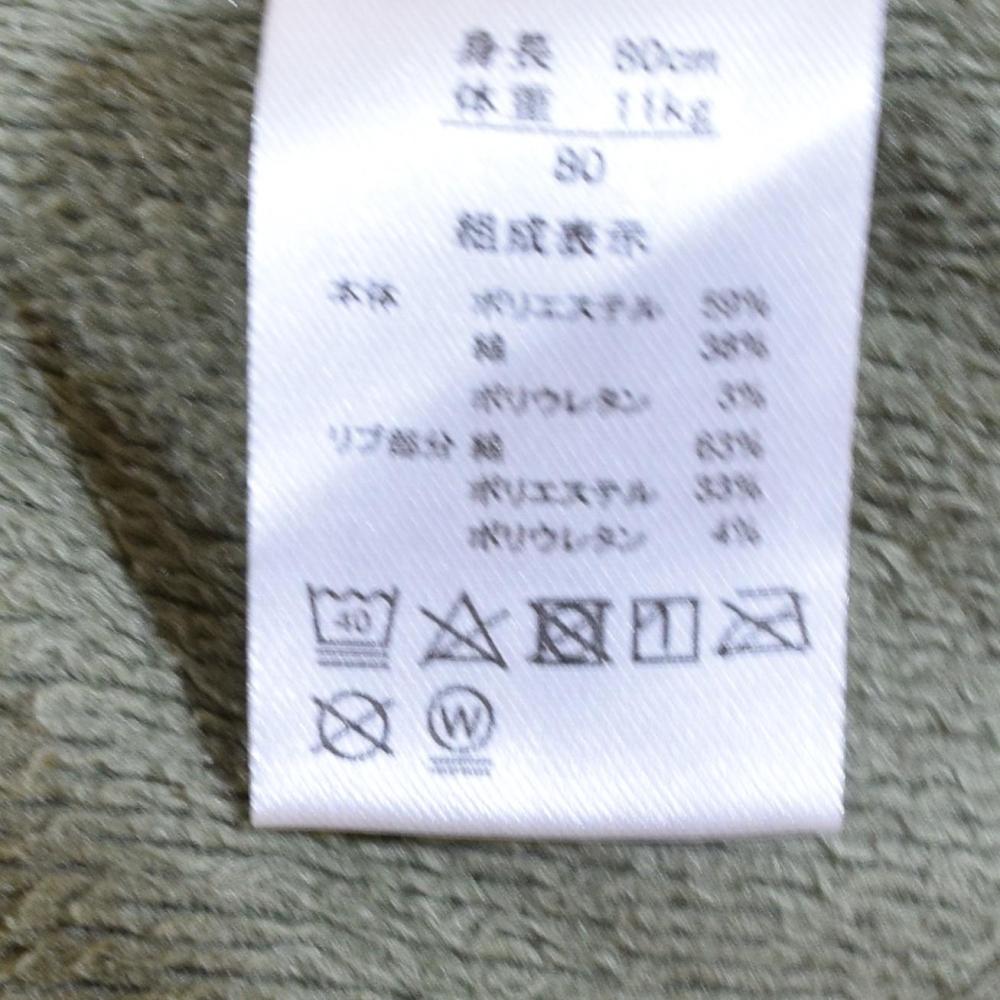 身長 80cm
体重 11kg
80
組成表示
本体 ポリエステル 59%
綿 38%
ポリウレタン 3%
リブ部分 綿 63%
ポリエステル 33%
ポリウレタン 4%
40
W